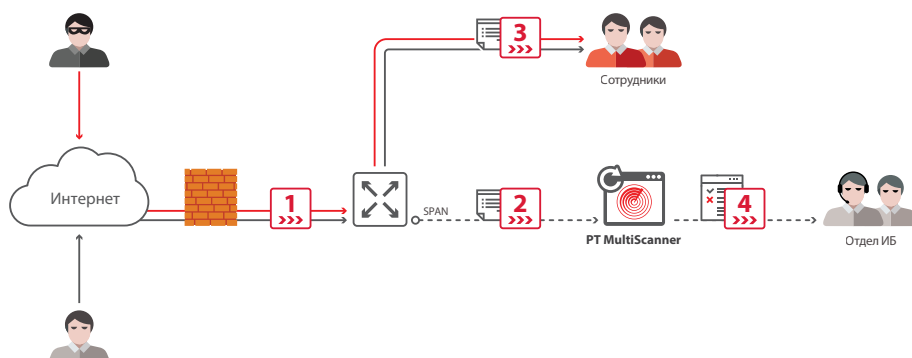 3
Сотрудники
Интернет
1
SPAN
2
PT MultiScanner
4
Отдел ИБ